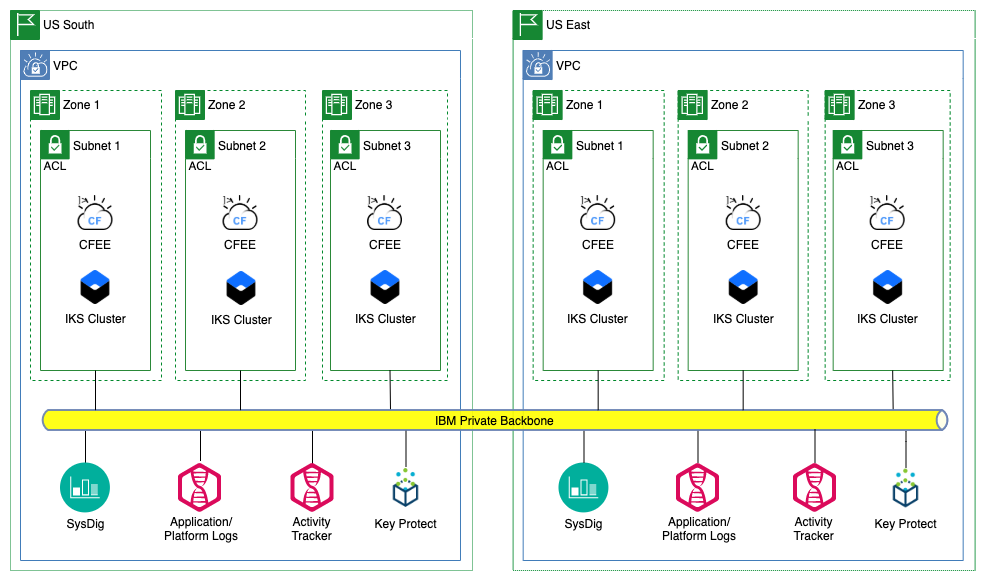 US South
VPC
Zone 1
Zone 2
Zone 3
Subnet 1
ACL
Subnet 2
ACL
Subnet 3
ACL
CF
CFEE
CF
CFEE
CF
CFEE
IKS Cluster
IKS Cluster
IKS Cluster
US East
VPC
Zone 1
Zone 2
Zone 3
Subnet 1
ACL
Subnet 2
ACL
Subnet 3
ACL
CF
CFEE
CF
CFEE
CF
CFEE
IKS Cluster
IKS Cluster
IKS Cluster
IBM Private Backbone
SysDig
Application/
Platform Logs
Activity
Tracker
Key Protect
SysDig
Application/
Platform Logs
Activity
Tracker
Key Protect